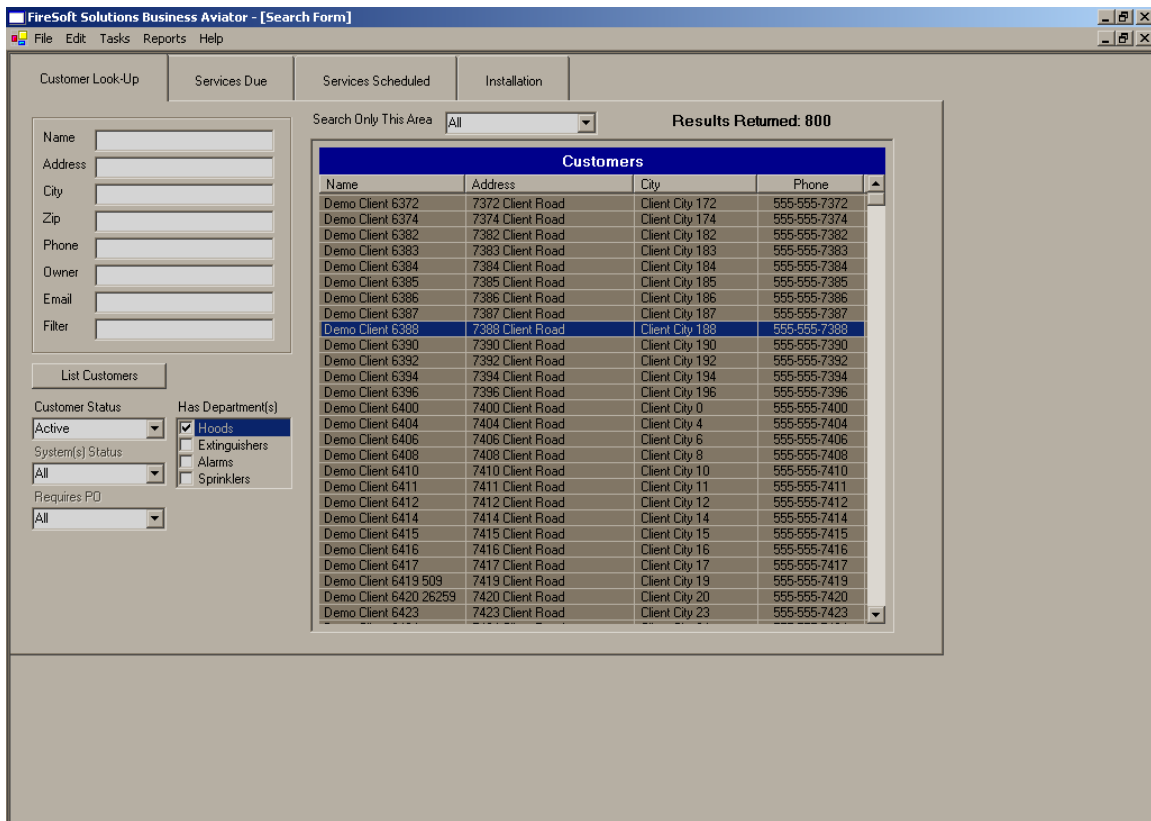 FireSoft Solutions Business Aviator - [Search Form]
File Edit Tasks Reports Help
Customer Look-Up Services Due Services Scheduled Installation
Search Only This Area All Results Returned: 800
Name
Address
City
Zip
Phone
Owner
Email
Filter
List Customers
Customer Status Has Department(s)
Active Hoods
System(s) Status Extinguishers
All Alarms
Requires PO Sprinklers
All
Customers
Name Address City Phone
Demo Client 6372 7372 Client Road Client City 172 555-555-7372
Demo Client 6374 7374 Client Road Client City 174 555-555-7374
Demo Client 6382 7382 Client Road Client City 182 555-555-7382
Demo Client 6383 7383 Client Road Client City 183 555-555-7383
Demo Client 6384 7384 Client Road Client City 184 555-555-7384
Demo Client 6385 7385 Client Road Client City 185 555-555-7385
Demo Client 6386 7386 Client Road Client City 186 555-555-7386
Demo Client 6387 7387 Client Road Client City 187 555-555-7387
Demo Client 6388 7388 Client Road Client City 188 555-555-7388
Demo Client 6390 7390 Client Road Client City 190 555-555-7390
Demo Client 6392 7392 Client Road Client City 192 555-555-7392
Demo Client 6394 7394 Client Road Client City 194 555-555-7394
Demo Client 6396 7396 Client Road Client City 196 555-555-7396
Demo Client 6400 7400 Client Road Client City 0 555-555-7400
Demo Client 6404 7404 Client Road Client City 4 555-555-7404
Demo Client 6406 7406 Client Road Client City 6 555-555-7406
Demo Client 6408 7408 Client Road Client City 8 555-555-7408
Demo Client 6410 7410 Client Road Client City 10 555-555-7410
Demo Client 6411 7411 Client Road Client City 11 555-555-7411
Demo Client 6412 7412 Client Road Client City 12 555-555-7412
Demo Client 6414 7414 Client Road Client City 14 555-555-7414
Demo Client 6415 7415 Client Road Client City 15 555-555-7415
Demo Client 6416 7416 Client Road Client City 16 555-555-7416
Demo Client 6417 7417 Client Road Client City 17 555-555-7417
Demo Client 6419 509 7419 Client Road Client City 19 555-555-7419
Demo Client 6420 26259 7420 Client Road Client City 20 555-555-7420
Demo Client 6423 7423 Client Road Client City 23 555-555-7423